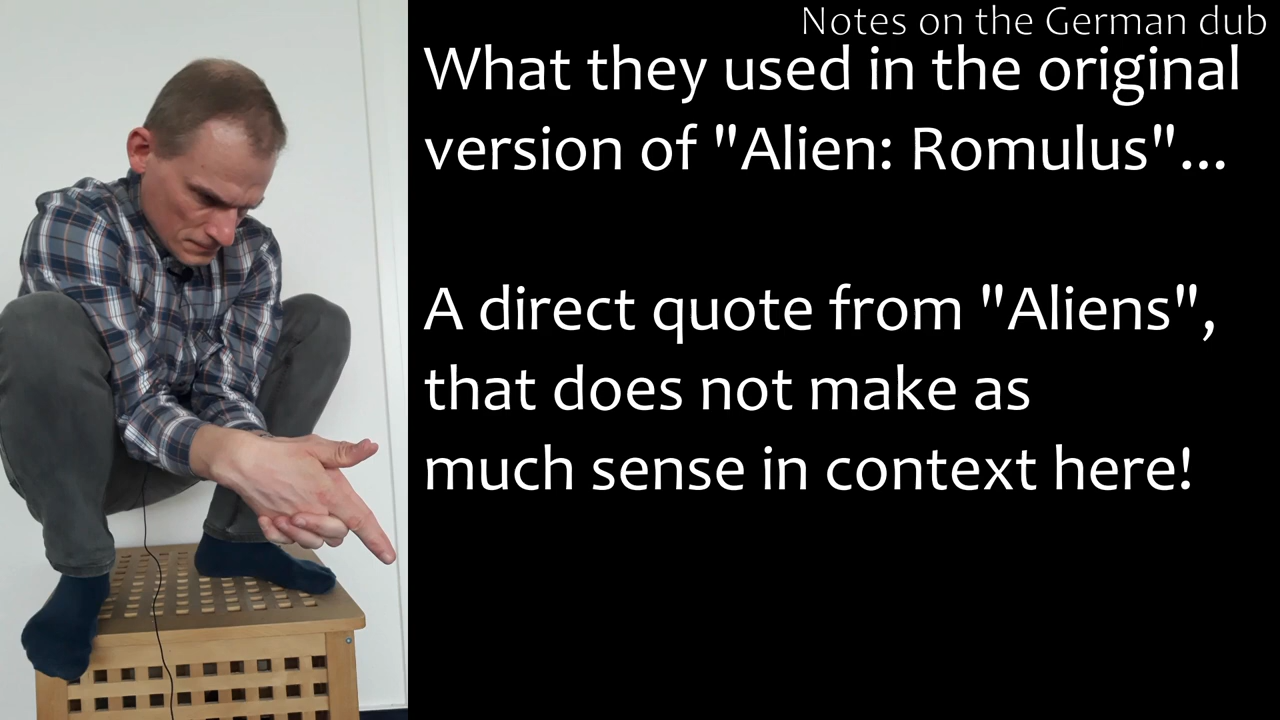 Notes on the German dub
What they used in the original
version of "Alien: Romulus"...
A direct quote from "Aliens",
that does not make as
much sense in context here!